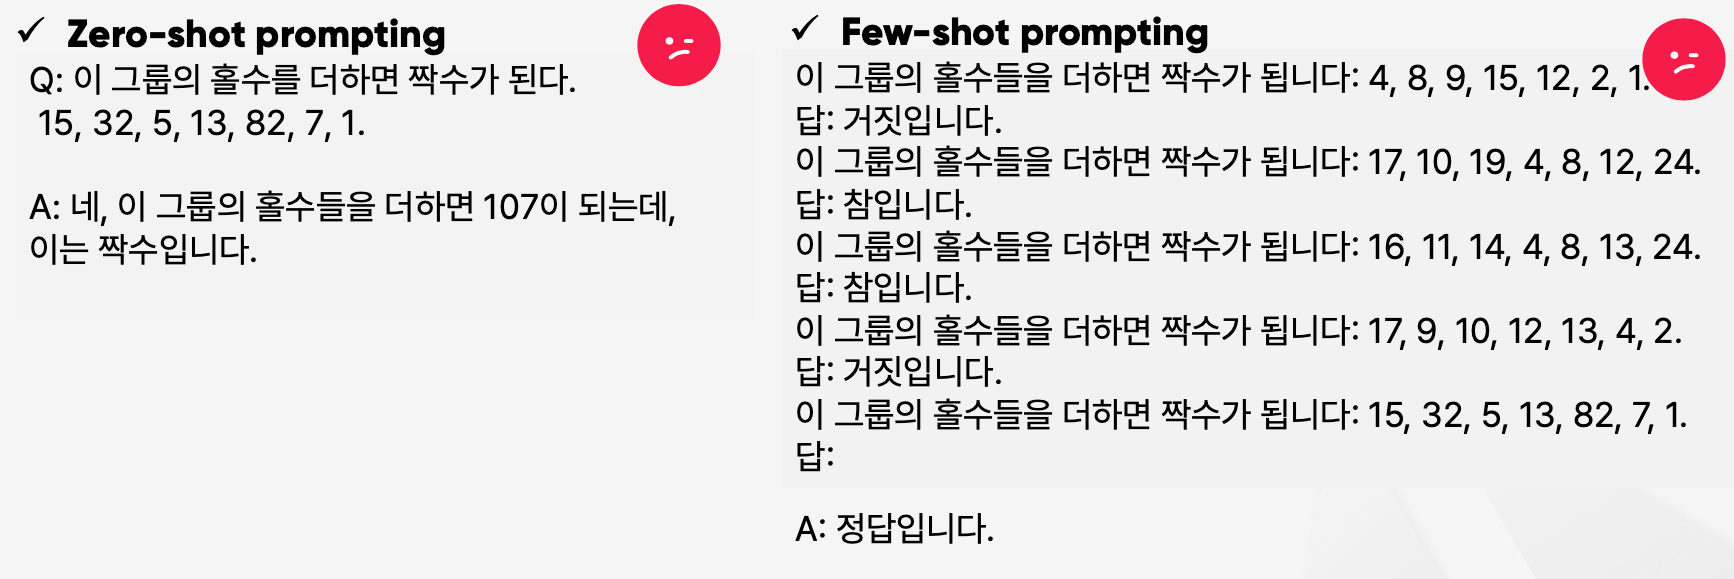 ✓ Zero-shot prompting
Q: 이 그룹의 홀수를 더하면 짝수가 된다.
15, 32, 5, 13, 82, 7, 1.
A: 네, 이 그룹의 홀수들을 더하면 107이 되는데,
이는 짝수입니다.
✓ Few-shot prompting
이 그룹의 홀수들을 더하면 짝수가 됩니다: 4, 8, 9, 15, 12, 2, 1.
답: 거짓입니다.
이 그룹의 홀수들을 더하면 짝수가 됩니다: 17, 10, 19, 4, 8, 12, 24.
답: 참입니다.
이 그룹의 홀수들을 더하면 짝수가 됩니다: 16, 11, 14, 4, 8, 13, 24.
답: 참입니다.
이 그룹의 홀수들을 더하면 짝수가 됩니다: 17, 9, 10, 12, 13, 4, 2.
답: 거짓입니다.
이 그룹의 홀수들을 더하면 짝수가 됩니다: 15, 32, 5, 13, 82, 7, 1.
답:
A: 정답입니다.